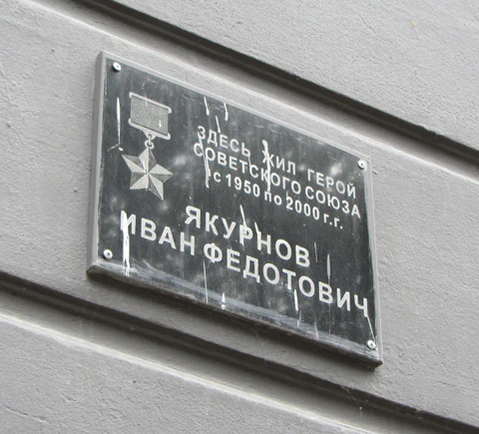 ЗДЕСЬ ЖИЛ ГЕРОЙ
СОВЕТСКОГО СОЮЗА
с 1950 по 2000 г.г.
ЯКУРНОВ
ИВАН ФЕДОТОВИЧ